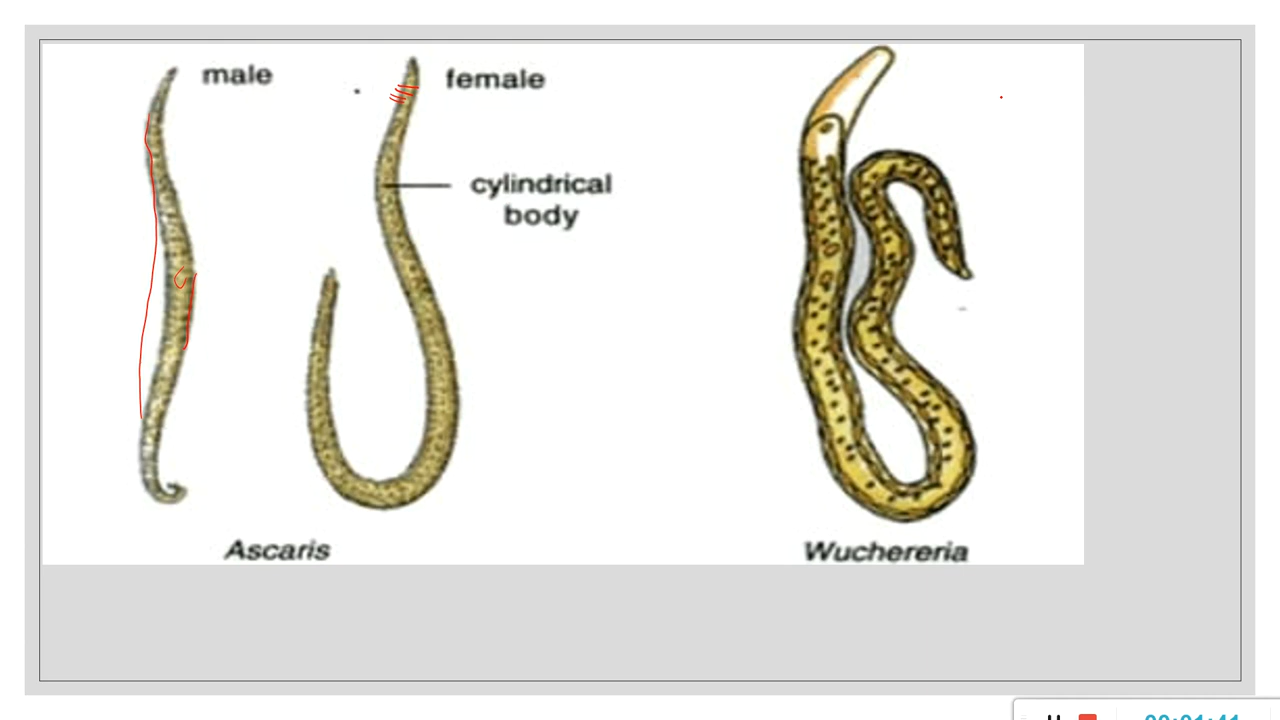 male
female
cylindrical
body
Ascaris
Wuchereria